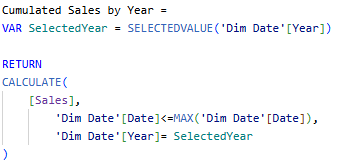 Cumulated Sales by Year =
VAR SelectedYear = SELECTEDVALUE('Dim Date'[Year])
RETURN
CALCULATE(
[Sales],
'Dim Date'[Date]<=MAX('Dim Date'[Date]),
'Dim Date'[Year]= SelectedYear
)